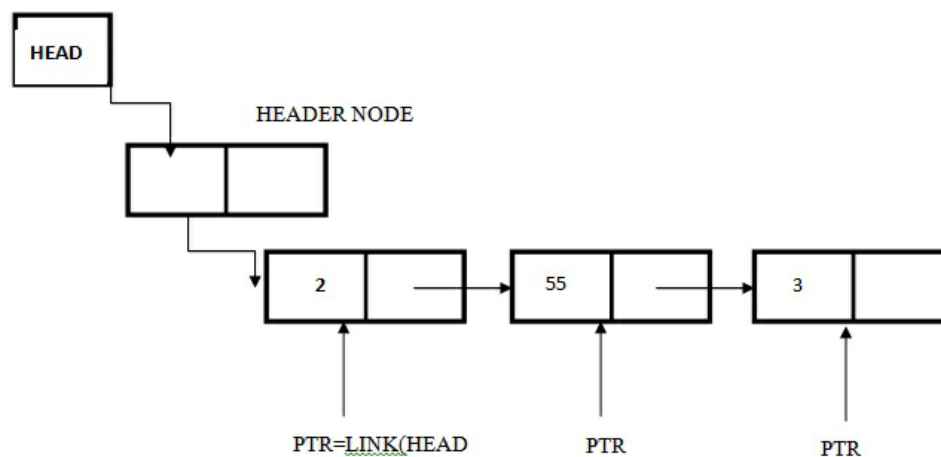 HEAD
HEADER NODE
2
55
3
PTR=LINK(HEAD
PTR
PTR